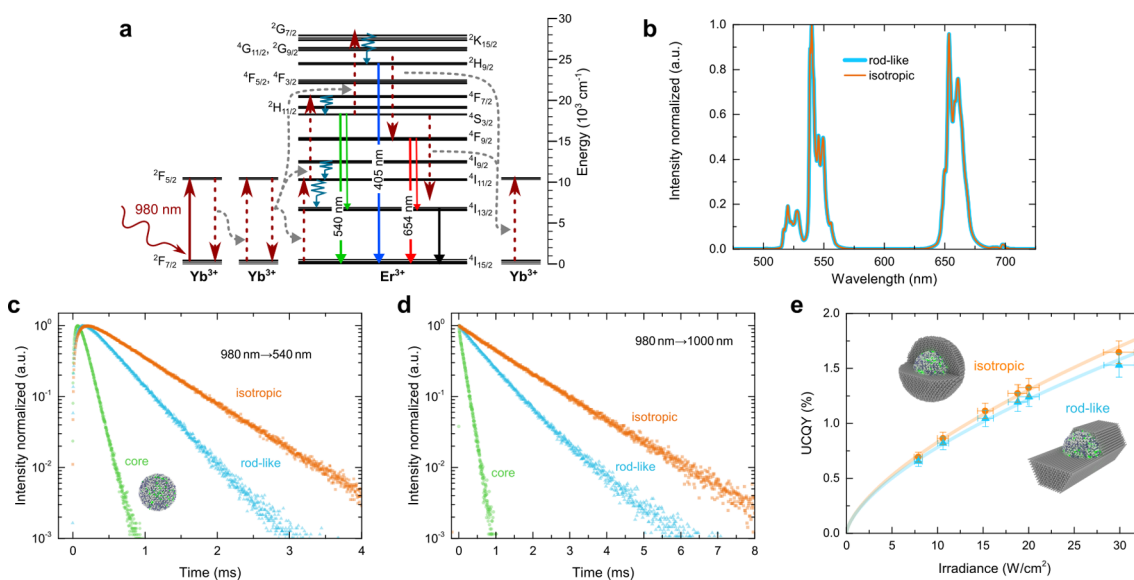 a
²G₇/₂
⁴G₁₁/₂, ²G₉/₂
⁴F₅/₂, ⁴F₃/₂
²H₁₁/₂
²K₁₅/₂
²H₉/₂
⁴F₇/₂
⁴S₃/₂
⁴F₉/₂
⁴I₉/₂
⁴I₁₁/₂
⁴I₁₃/₂
⁴I₁₅/₂
²F₅/₂
²F₇/₂
980 nm
540 nm
405 nm
654 nm
Yb³⁺
Yb³⁺
Er³⁺
Yb³⁺
30
25
20
15
10
5
0
Energy (10³ cm⁻¹)
b
Intensity normalized (a.u.)
1.0
0.8
0.6
0.4
0.2
0.0
rod-like
isotropic
500
550
600
650
700
Wavelength (nm)
c
Intensity normalized (a.u.)
10⁰
10⁻¹
10⁻²
10⁻³
980 nm→540 nm
isotropic
rod-like
core
0
1
2
3
4
Time (ms)
d
Intensity normalized (a.u.)
10⁰
10⁻¹
10⁻²
10⁻³
980 nm→1000 nm
isotropic
rod-like
core
0
1
2
3
4
5
6
7
8
Time (ms)
e
UCQY (%)
2.0
1.5
1.0
0.5
0.0
isotropic
rod-like
0
5
10
15
20
25
30
Irradiance (W/cm²)